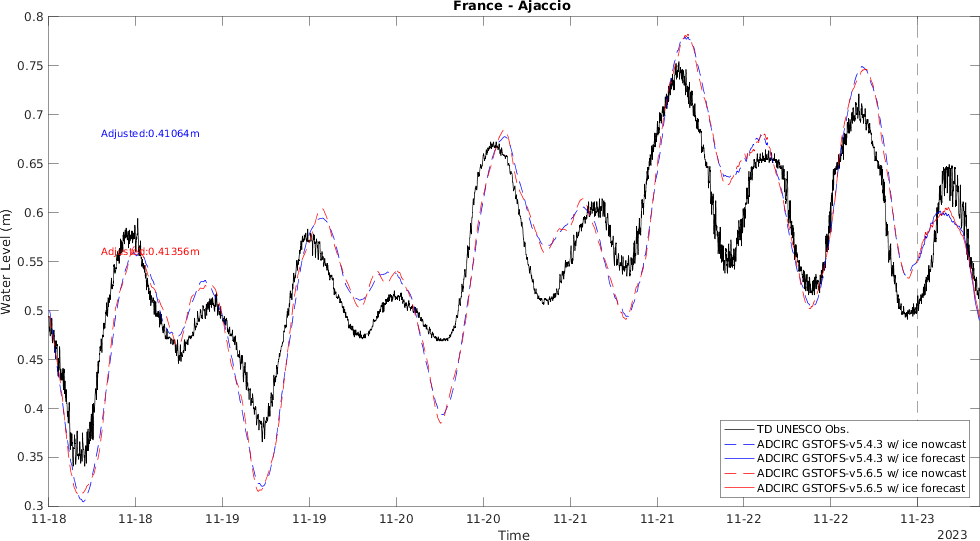 France - Ajaccio
0.8
0.75
0.7
0.65
0.6
0.55
0.5
0.45
0.4
0.35
0.3
Water Level (m)
Adjusted:0.41064m
Adjusted:0.41356m
TD UNESCO Obs.
ADCIRC GSTOFS-v5.4.3 w/ ice nowcast
ADCIRC GSTOFS-v5.4.3 w/ ice forecast
ADCIRC GSTOFS-v5.6.5 w/ ice nowcast
ADCIRC GSTOFS-v5.6.5 w/ ice forecast
11-18 11-18 11-19 11-19 11-20 11-20 11-21 11-21 11-22 11-22 11-23
Time
2023